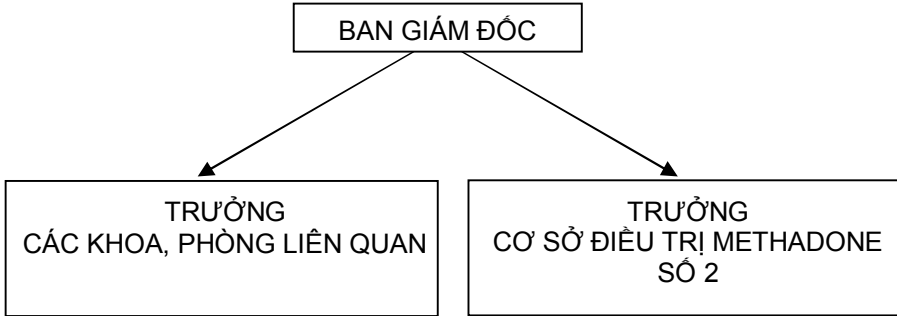 BAN GIÁM ĐỐC
TRƯỞNG
CÁC KHOA, PHÒNG LIÊN QUAN
TRƯỞNG
CƠ SỞ ĐIỀU TRỊ METHADONE
SỐ 2